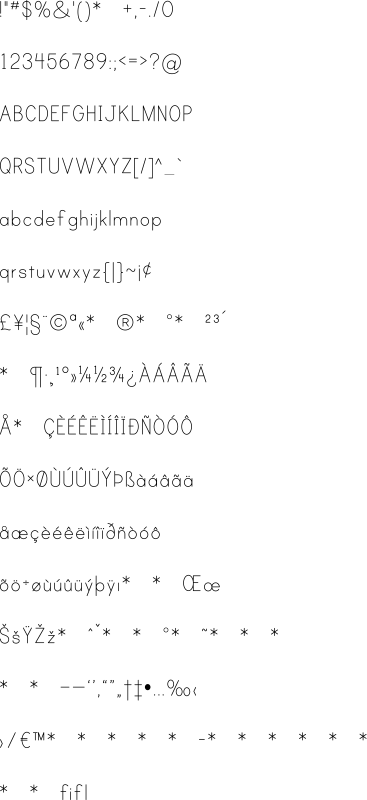 !"#$%&'()* +,-./0
123456789:;<=>?@
ABCDEFGHIJKLMNOP
QRSTUVWXYZ[/]^_`
abcdefghijklmnop
qrstuvwxyz{|}~¡¢
£¥¦§¨©ª«* ®* °* ²³´
* ¶·¸¹º»¼½¾¿ÀÁÂÃÄ
Å* ÇÈÉÊËÌÍÎÏÐÑÒÓÔ
ÕÖ×ØÙÚÛÜÝÞßàáâãä
åæçèéêëìíîïðñòóô
õö÷øùúûüýþÿı* * Œœ
ŠšŸŽž* ˆˇ* * °* ˜* * *
* * –—‘’‚“”„†‡•…‰‹
›/€™* * * * * −* * * * * *
* * fifl